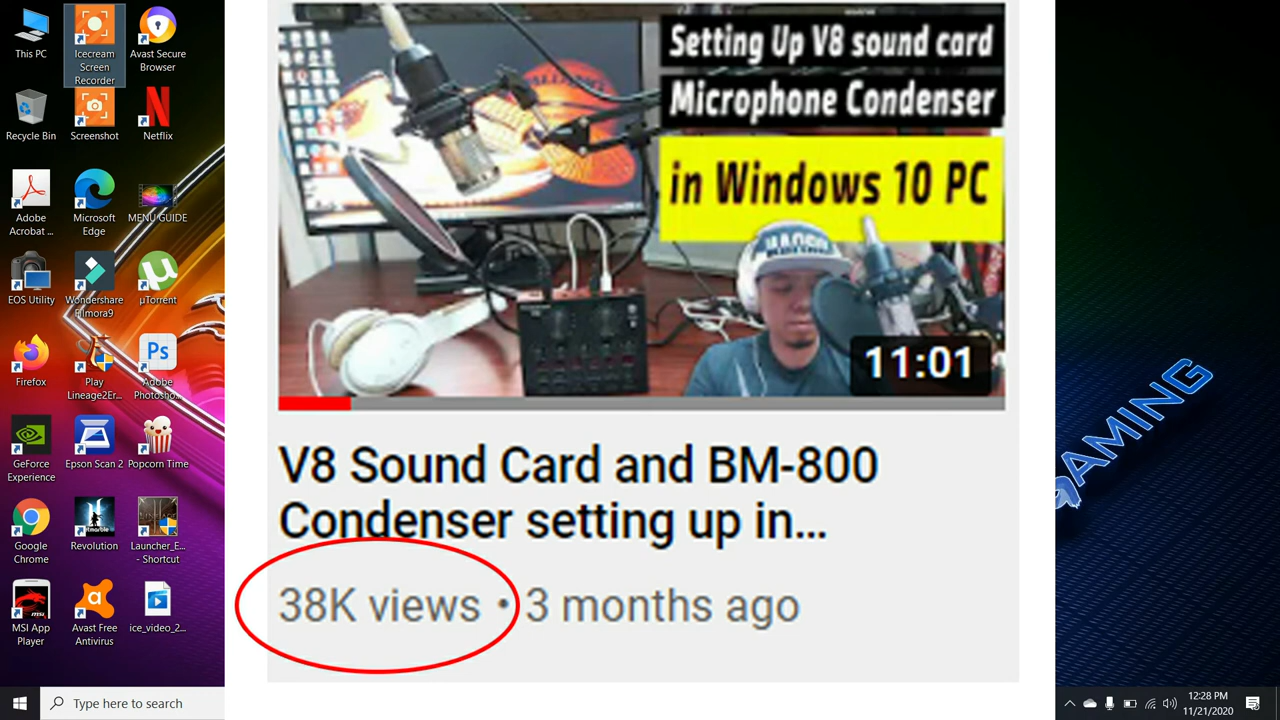 This PC
Icecream
Screen
Recorder
Avast Secure
Browser
Recycle Bin
Screenshot
Netflix
Adobe
Acrobat ...
Microsoft
Edge
MENU GUIDE
EOS Utility
Wondershare
Filmora9
µTorrent
Firefox
Play
Lineage2Er...
Ps
Adobe
Photosho...
GeForce
Experience
Epson Scan 2
Popcorn Time
Google
Chrome
Revolution
Launcher_E...
- Shortcut
MSI App
Player
Avast Free
Antivirus
ice_video_2...
Type here to search
Setting Up V8 sound card
Microphone Condenser
in Windows 10 PC
11:01
V8 Sound Card and BM-800
Condenser setting up in...
38K views • 3 months ago
GAMING
12:28 PM
11/21/2020